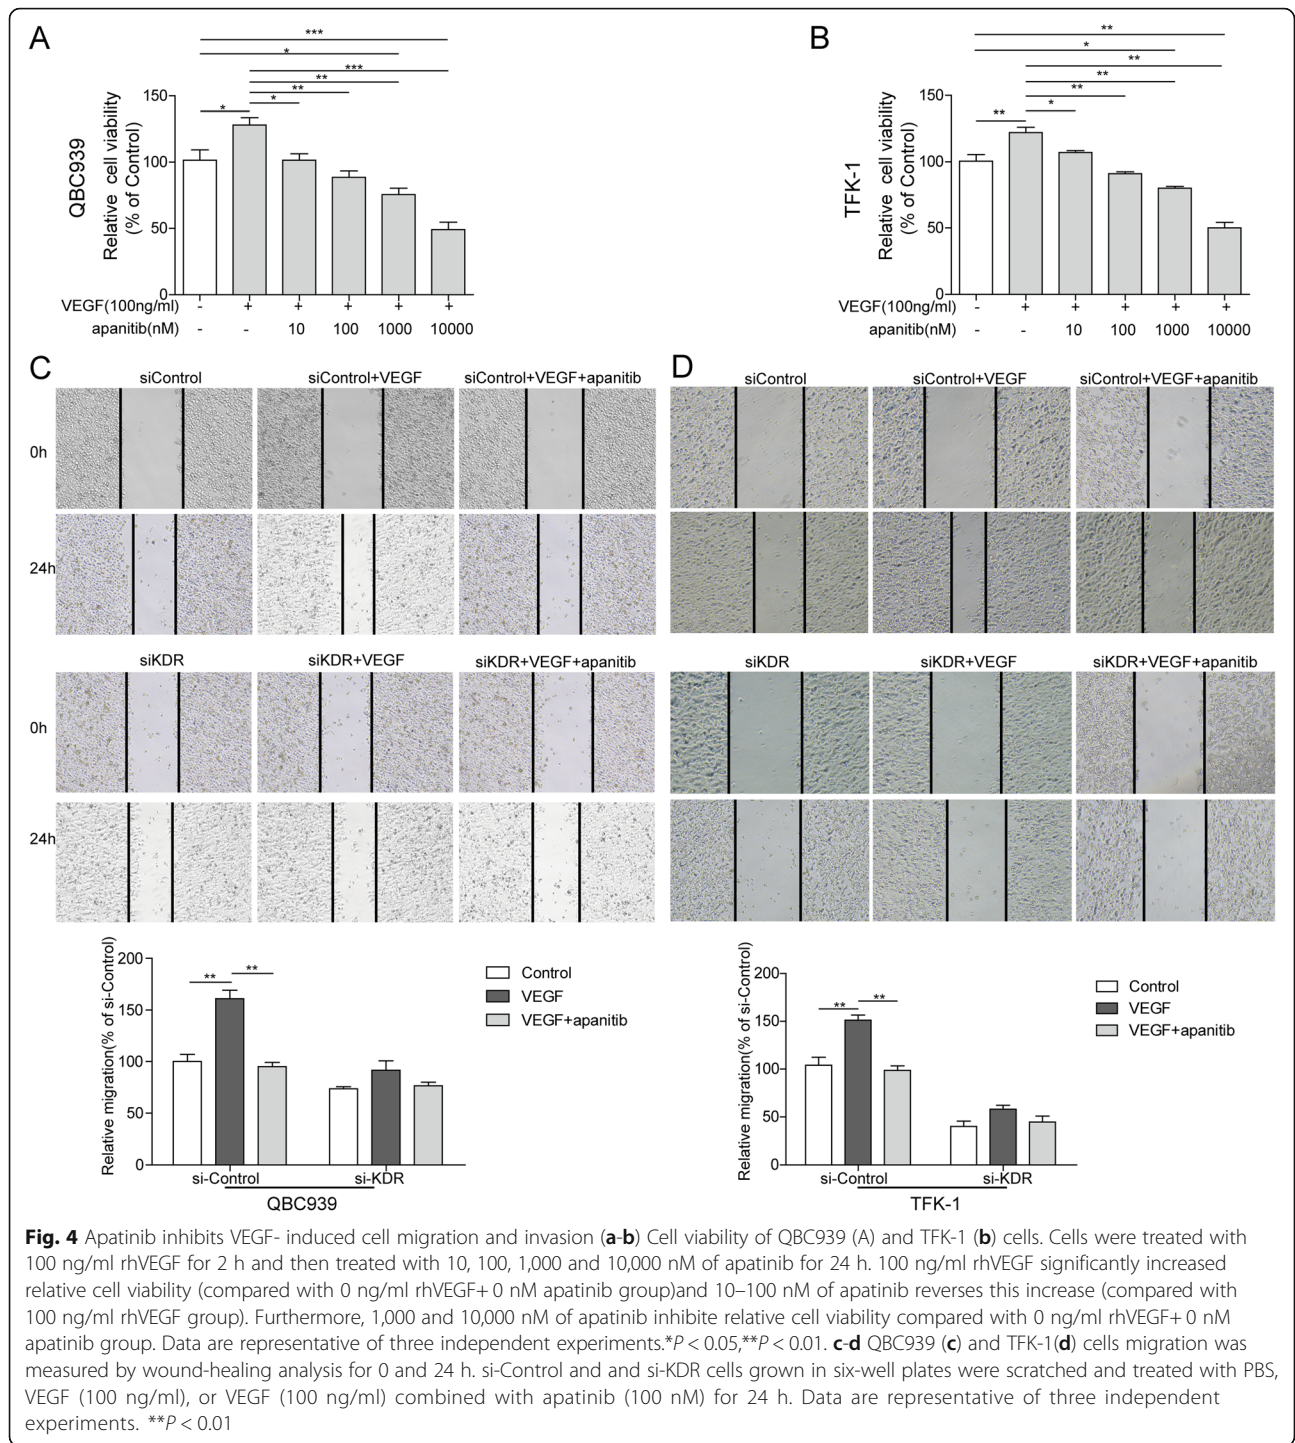 A
***
*
***
**
**
*
*
QBC939
Relative cell viability
(% of Control)
150
100
50
0
VEGF(100ng/ml) - + + + + +
apanitib(nM) - - 10 100 1000 10000
B
**
*
**
**
**
*
**
TFK-1
Relative cell viability
(% of Control)
150
100
50
0
VEGF(100ng/ml) - + + + + +
apanitib(nM) - - 10 100 1000 10000
C
siControl siControl+VEGF siControl+VEGF+apanitib
0h
24h
siKDR siKDR+VEGF siKDR+VEGF+apanitib
0h
24h
D
siControl siControl+VEGF siControl+VEGF+apanitib
siKDR siKDR+VEGF siKDR+VEGF+apanitib
Relative migration(% of si-Control)
200
150
100
50
0
** **
si-Control si-KDR
QBC939
Control
VEGF
VEGF+apanitib
Relative migration(% of si-Control)
200
150
100
50
0
** **
si-Control si-KDR
TFK-1
Control
VEGF
VEGF+apanitib
Fig. 4 Apatinib inhibits VEGF- induced cell migration and invasion (a-b) Cell viability of QBC939 (A) and TFK-1 (b) cells. Cells were treated with
100 ng/ml rhVEGF for 2 h and then treated with 10, 100, 1,000 and 10,000 nM of apatinib for 24 h. 100 ng/ml rhVEGF significantly increased
relative cell viability (compared with 0 ng/ml rhVEGF+ 0 nM apatinib group)and 10–100 nM of apatinib reverses this increase (compared with
100 ng/ml rhVEGF group). Furthermore, 1,000 and 10,000 nM of apatinib inhibite relative cell viability compared with 0 ng/ml rhVEGF+ 0 nM
apatinib group. Data are representative of three independent experiments.*P < 0.05,**P < 0.01. c-d QBC939 (c) and TFK-1(d) cells migration was
measured by wound-healing analysis for 0 and 24 h. si-Control and and si-KDR cells grown in six-well plates were scratched and treated with PBS,
VEGF (100 ng/ml), or VEGF (100 ng/ml) combined with apatinib (100 nM) for 24 h. Data are representative of three independent
experiments. **P < 0.01